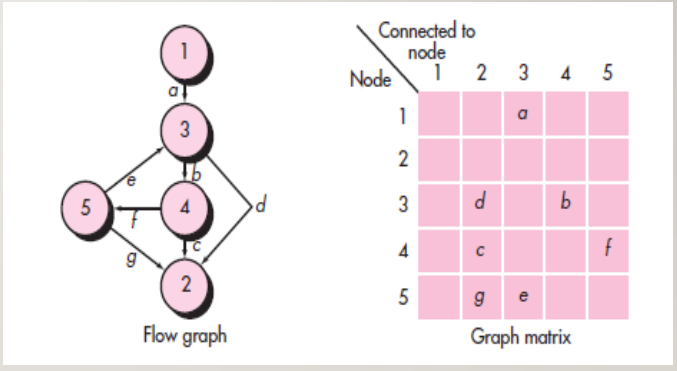 1
a
3
e
b
5
f
4
d
g
c
2
Flow graph
Connected to
node
Node
1 2 3 4 5
1 a
2
3 d b
4 c f
5 g e
Graph matrix